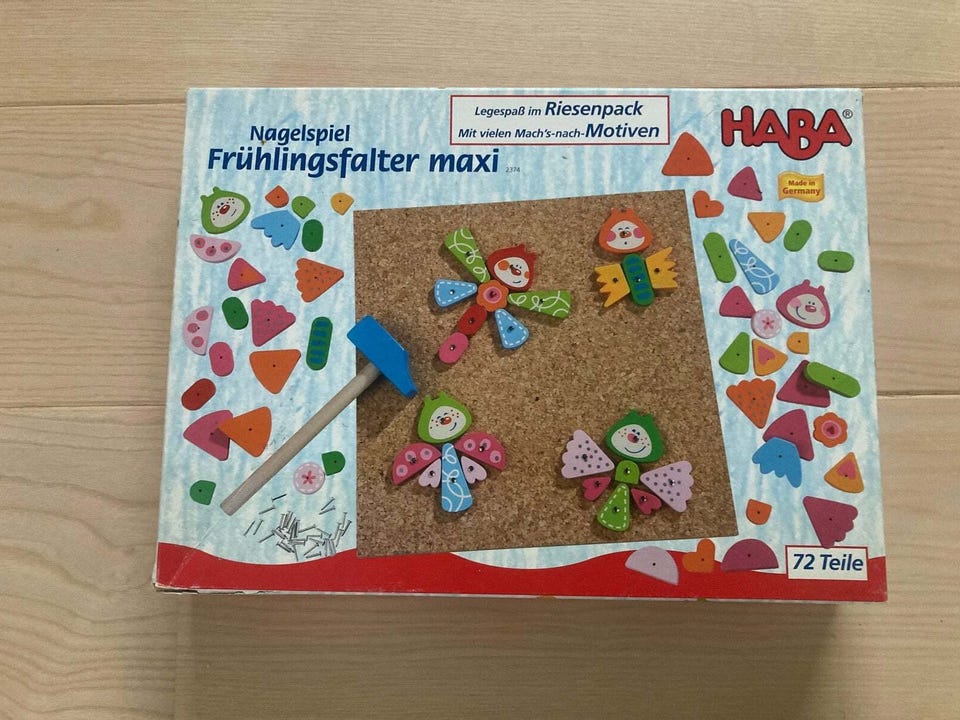 Legespaß im Riesenpack
Mit vielen Mach's-nach-Motiven
HABA®
Nagelspiel
Frühlingsfalter maxi 2374
Made in
Germany
72 Teile